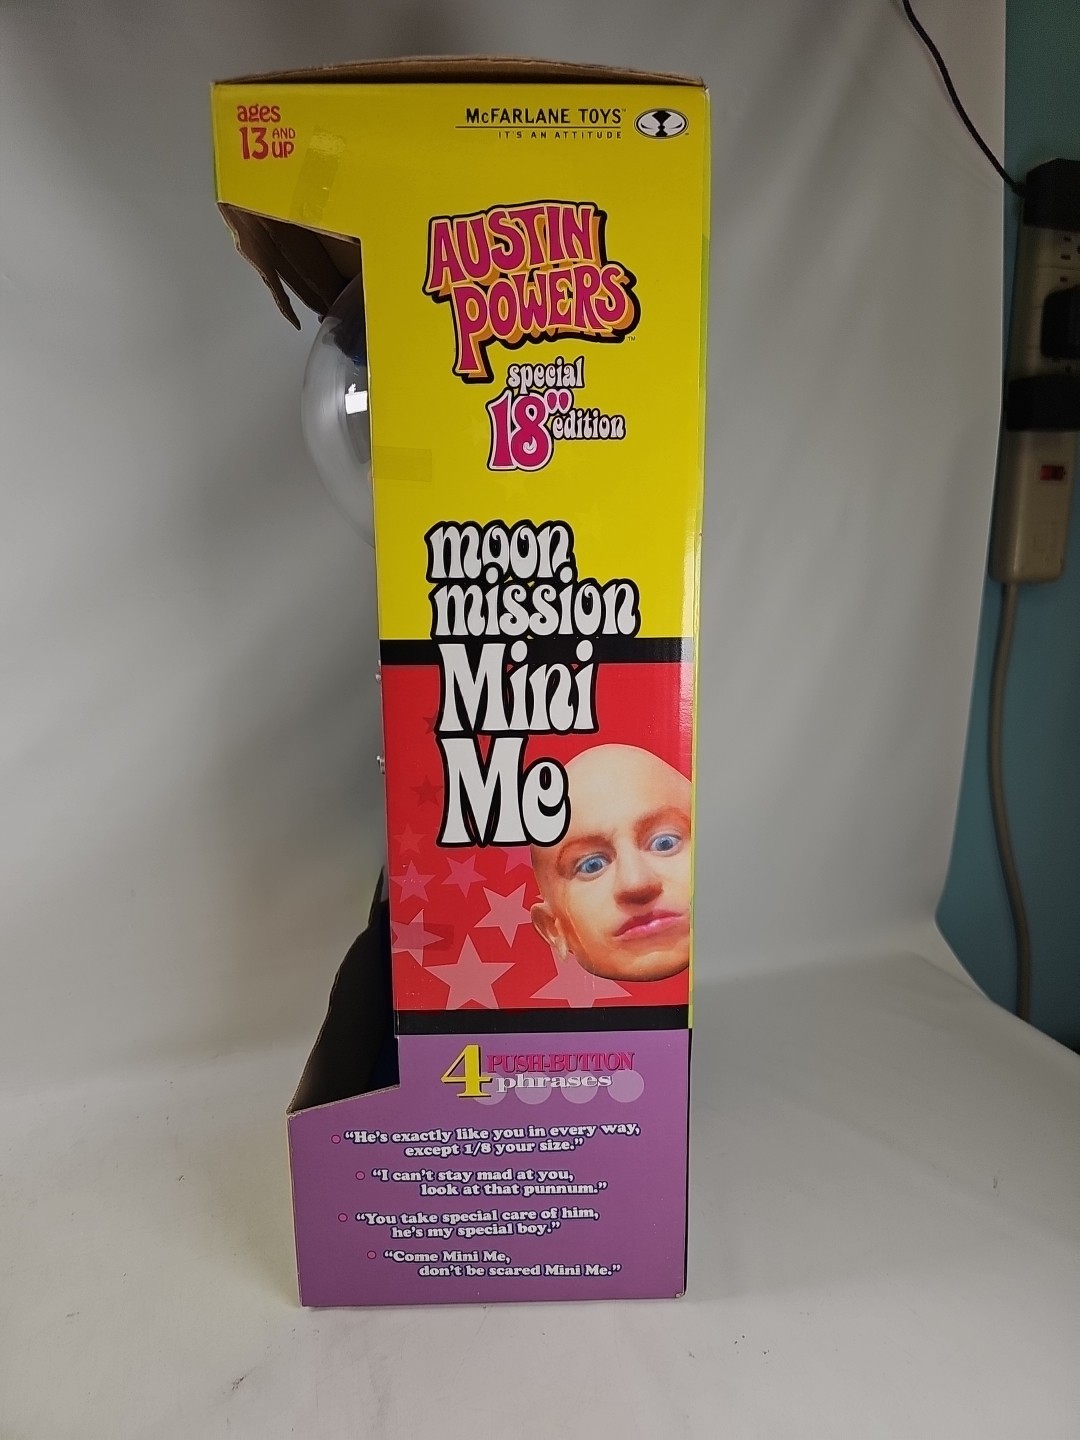 ages
13 AND UP
McFARLANE TOYS™
IT'S AN ATTITUDE
AUSTIN
POWERS™
special
18" edition
moon
mission
Mini
Me
4 PUSH-BUTTON
phrases
"He's exactly like you in every way,
except 1/8 your size."
"I can't stay mad at you,
look at that punnum."
"You take special care of him,
he's my special boy."
"Come Mini Me,
don't be scared Mini Me."